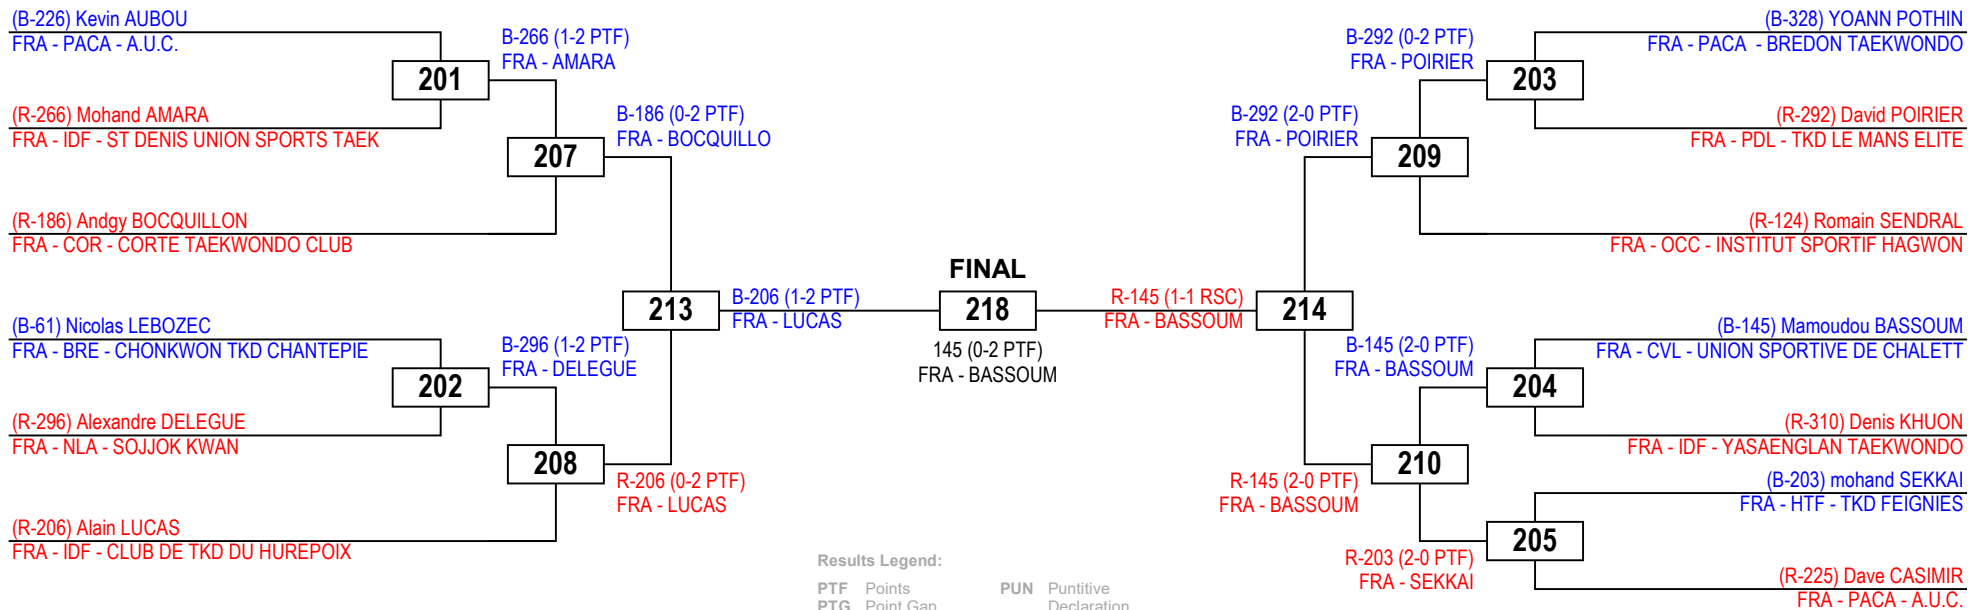 (B-226) Kevin AUBOU
FRA - PACA - A.U.C.
201
(R-266) Mohand AMARA
FRA - IDF - ST DENIS UNION SPORTS TAEK
B-266 (1-2 PTF)
FRA - AMARA
207
(R-186) Andgy BOCQUILLON
FRA - COR - CORTE TAEKWONDO CLUB
B-186 (0-2 PTF)
FRA - BOCQUILLO
213
(B-61) Nicolas LEBOZEC
FRA - BRE - CHONKWON TKD CHANTEPIE
202
(R-296) Alexandre DELEGUE
FRA - NLA - SOJJOK KWAN
B-296 (1-2 PTF)
FRA - DELEGUE
208
(R-206) Alain LUCAS
FRA - IDF - CLUB DE TKD DU HUREPOIX
R-206 (0-2 PTF)
FRA - LUCAS
B-206 (1-2 PTF)
FRA - LUCAS
FINAL
218
145 (0-2 PTF)
FRA - BASSOUM
R-145 (1-1 RSC)
FRA - BASSOUM
214
B-292 (2-0 PTF)
FRA - POIRIER
209
B-292 (0-2 PTF)
FRA - POIRIER
203
(B-328) YOANN POTHIN
FRA - PACA - BREDON TAEKWONDO
(R-292) David POIRIER
FRA - PDL - TKD LE MANS ELITE
(R-124) Romain SENDRAL
FRA - OCC - INSTITUT SPORTIF HAGWON
R-145 (2-0 PTF)
FRA - BASSOUM
210
B-145 (2-0 PTF)
FRA - BASSOUM
204
(B-145) Mamoudou BASSOUM
FRA - CVL - UNION SPORTIVE DE CHALETT
(R-310) Denis KHUON
FRA - IDF - YASAENGLAN TAEKWONDO
R-203 (2-0 PTF)
FRA - SEKKAI
205
(B-203) mohand SEKKAI
FRA - HTF - TKD FEIGNIES
(R-225) Dave CASIMIR
FRA - PACA - A.U.C.
Results Legend:
PTF Points PUN Puntitive
PTG Point Gap Declaration